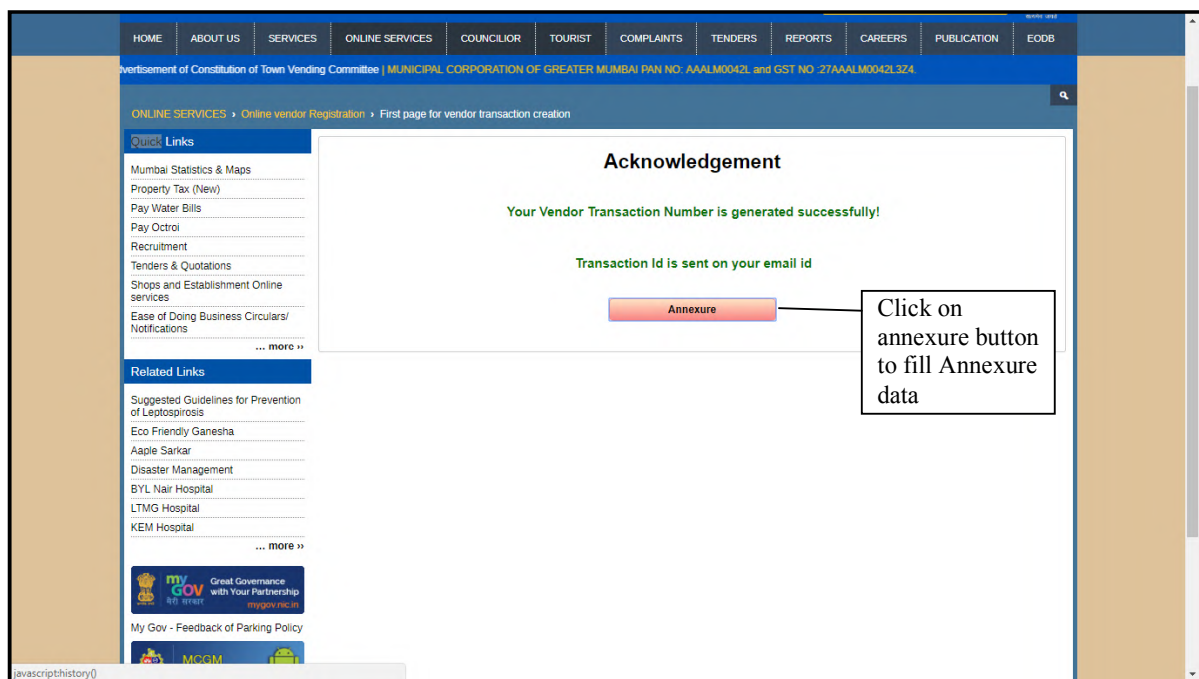 HOME ABOUT US SERVICES ONLINE SERVICES COUNCILIOR TOURIST COMPLAINTS TENDERS REPORTS CAREERS PUBLICATION EODB
vertisement of Constitution of Town Vending Committee | MUNICIPAL CORPORATION OF GREATER MUMBAI PAN NO: AAALM0042L and GST NO :27AAALM0042L3Z4.
ONLINE SERVICES › Online vendor Registration › First page for vendor transaction creation
Quick Links
Mumbai Statistics & Maps
Property Tax (New)
Pay Water Bills
Pay Octroi
Recruitment
Tenders & Quotations
Shops and Establishment Online
services
Ease of Doing Business Circulars/
Notifications
... more ››
Related Links
Suggested Guidelines for Prevention
of Leptospirosis
Eco Friendly Ganesha
Aaple Sarkar
Disaster Management
BYL Nair Hospital
LTMG Hospital
KEM Hospital
... more ››
my
GOV
मेरी सरकार
Great Governance
with Your Partnership
mygov.nic.in
My Gov - Feedback of Parking Policy
MCGM
Acknowledgement
Your Vendor Transaction Number is generated successfully!
Transaction Id is sent on your email id
Annexure
Click on
annexure button
to fill Annexure
data
javascript:history()